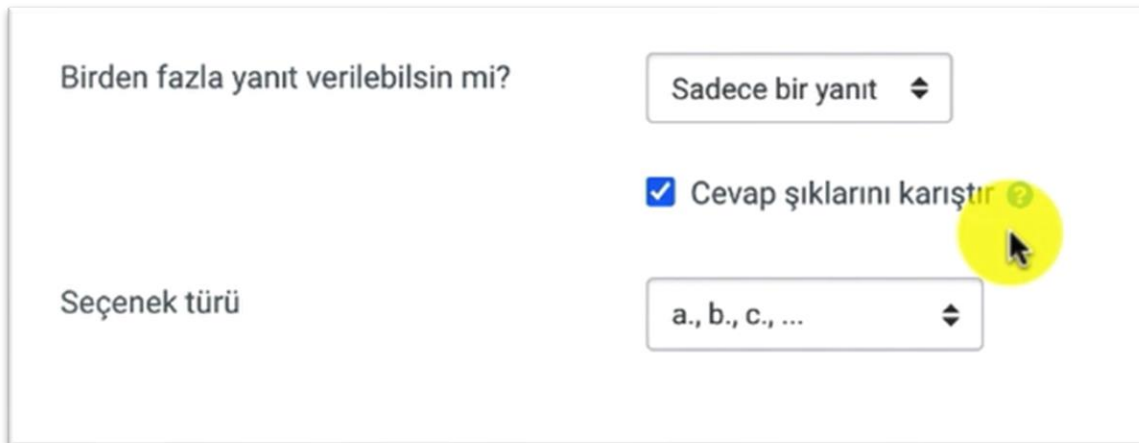 Birden fazla yanıt verilebilsin mi?
Sadece bir yanıt
Cevap şıklarını karıştır ?
Seçenek türü
a., b., c., ...